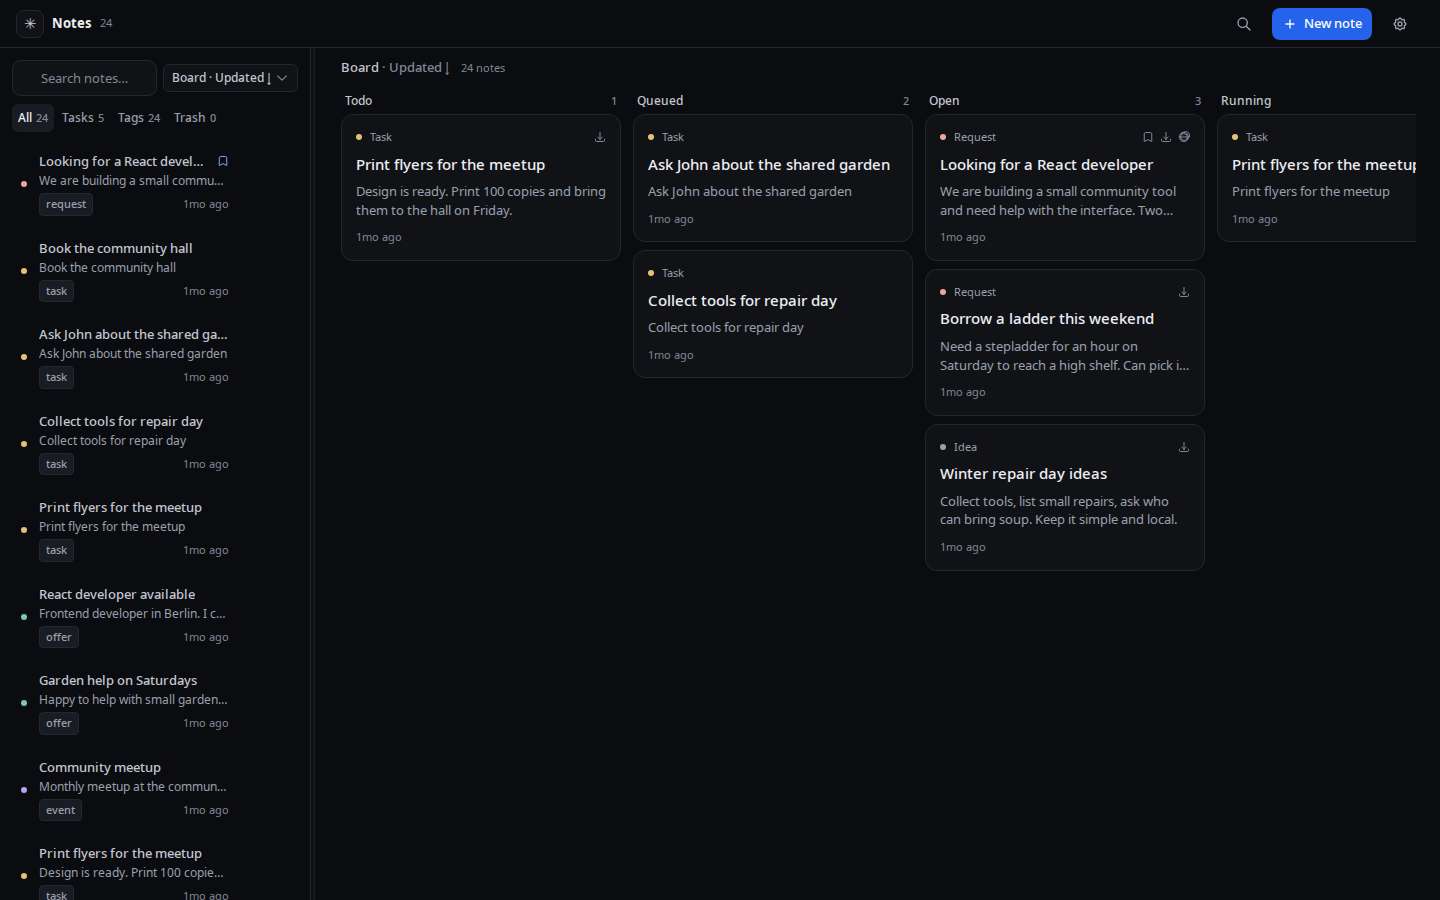 Notes 24
New note
Search notes...
Board · Updated ↓
All 24 Tasks 5 Tags 24 Trash 0
Looking for a React devel...
We are building a small commu...
request 1mo ago
Book the community hall
Book the community hall
task 1mo ago
Ask John about the shared ga...
Ask John about the shared garden
task 1mo ago
Collect tools for repair day
Collect tools for repair day
task 1mo ago
Print flyers for the meetup
Print flyers for the meetup
task 1mo ago
React developer available
Frontend developer in Berlin. I c...
offer 1mo ago
Garden help on Saturdays
Happy to help with small garden...
offer 1mo ago
Community meetup
Monthly meetup at the commun...
event 1mo ago
Print flyers for the meetup
Design is ready. Print 100 copie...
task 1mo ago
Board · Updated ↓ 24 notes
Todo 1
Task
Print flyers for the meetup
Design is ready. Print 100 copies and bring
them to the hall on Friday.
1mo ago
Queued 2
Task
Ask John about the shared garden
Ask John about the shared garden
1mo ago
Task
Collect tools for repair day
Collect tools for repair day
1mo ago
Open 3
Request
Looking for a React developer
We are building a small community tool
and need help with the interface. Two...
1mo ago
Request
Borrow a ladder this weekend
Need a stepladder for an hour on
Saturday to reach a high shelf. Can pick i...
1mo ago
Idea
Winter repair day ideas
Collect tools, list small repairs, ask who
can bring soup. Keep it simple and local.
1mo ago
Running
Task
Print flyers for the meetup
Print flyers for the meetup
1mo ago